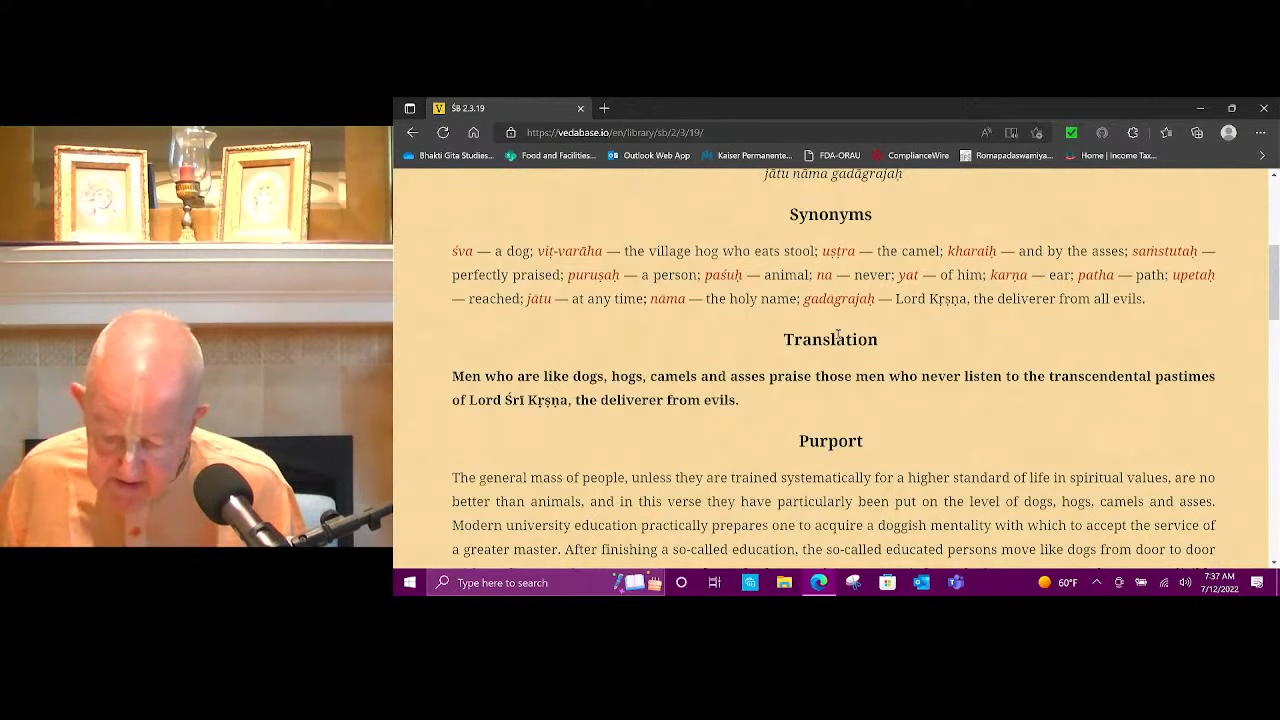 ŚB 2.3.19
https://vedabase.io/en/library/sb/2/3/19/
Bhakti Gita Studies... Food and Facilities... Outlook Web App Kaiser Permanente... FDA-ORAU ComplianceWire Romapadaswamiya... Home | Income Tax...
jātu nāma gadāgrajaḥ
Synonyms
śva — a dog; viṭ-varāha — the village hog who eats stool; uṣṭra — the camel; kharaiḥ — and by the asses; saṁstutaḥ —
perfectly praised; puruṣaḥ — a person; paśuḥ — animal; na — never; yat — of him; karṇa — ear; patha — path; upetaḥ
— reached; jātu — at any time; nāma — the holy name; gadāgrajaḥ — Lord Kṛṣṇa, the deliverer from all evils.
Translation
Men who are like dogs, hogs, camels and asses praise those men who never listen to the transcendental pastimes
of Lord Śrī Kṛṣṇa, the deliverer from evils.
Purport
The general mass of people, unless they are trained systematically for a higher standard of life in spiritual values, are no
better than animals, and in this verse they have particularly been put on the level of dogs, hogs, camels and asses.
Modern university education practically prepares one to acquire a doggish mentality with which to accept the service of
a greater master. After finishing a so-called education, the so-called educated persons move like dogs from door to door
Type here to search
60°F
7:37 AM
7/12/2022